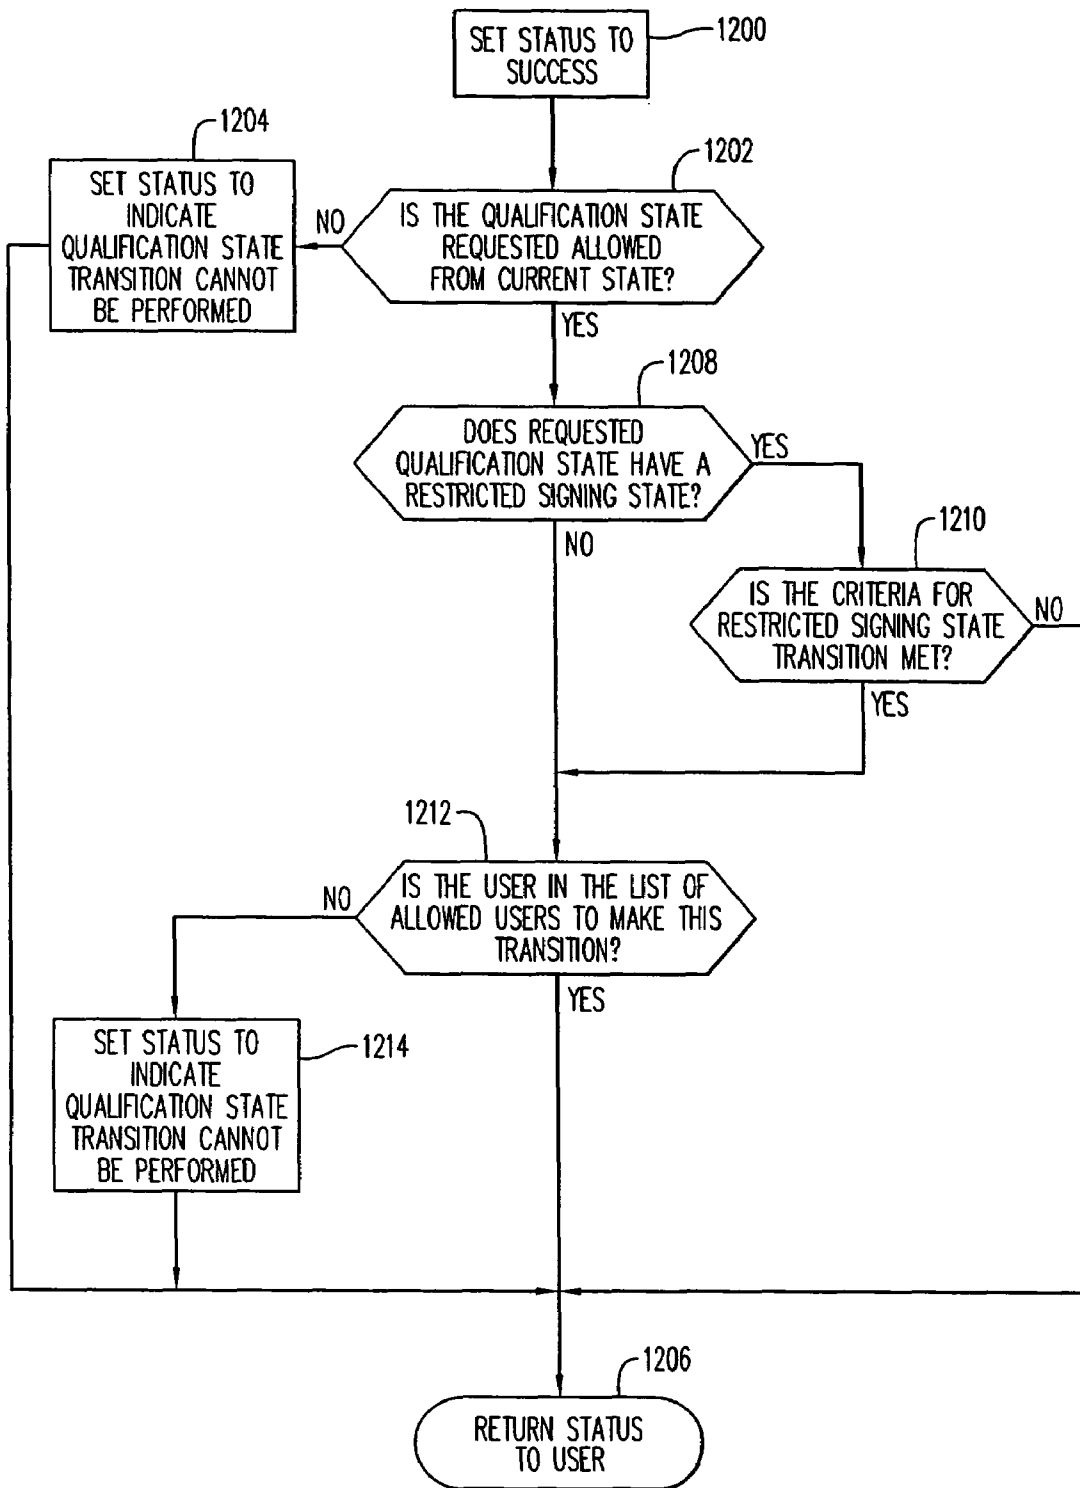 SET STATUS TO
SUCCESS
1200
1204
SET STATUS TO
INDICATE
QUALIFICATION STATE
TRANSITION CANNOT
BE PERFORMED
NO
1202
IS THE QUALIFICATION STATE
REQUESTED ALLOWED
FROM CURRENT STATE?
YES
1208
DOES REQUESTED
QUALIFICATION STATE HAVE A
RESTRICTED SIGNING STATE?
YES
NO
1210
IS THE CRITERIA FOR
RESTRICTED SIGNING STATE
TRANSITION MET?
NO
YES
1212
IS THE USER IN THE LIST OF
ALLOWED USERS TO MAKE THIS
TRANSITION?
NO
YES
SET STATUS TO
INDICATE
QUALIFICATION STATE
TRANSITION CANNOT
BE PERFORMED
1214
1206
RETURN STATUS
TO USER